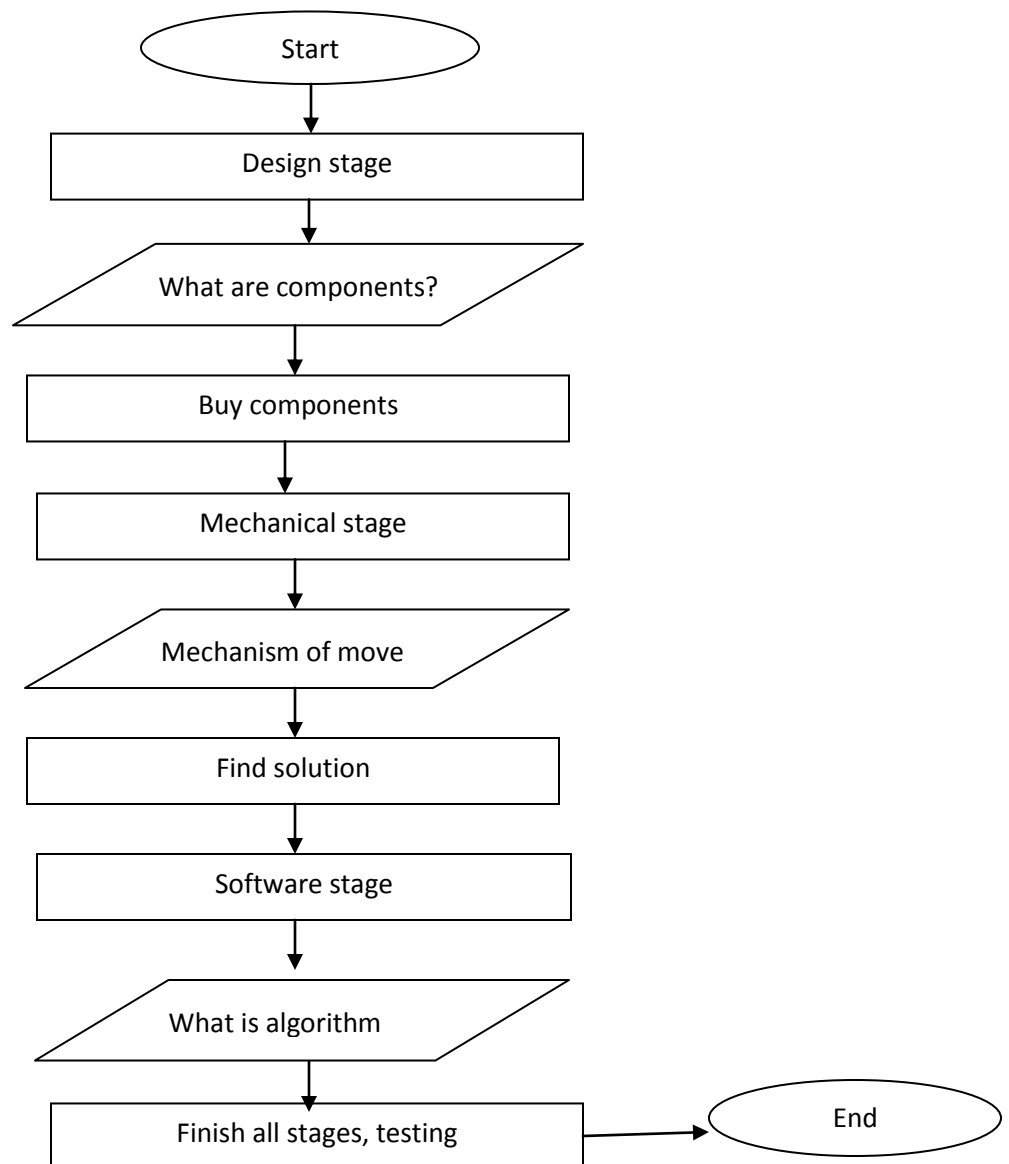 Start
Design stage
What are components?
Buy components
Mechanical stage
Mechanism of move
Find solution
Software stage
What is algorithm
Finish all stages, testing
End